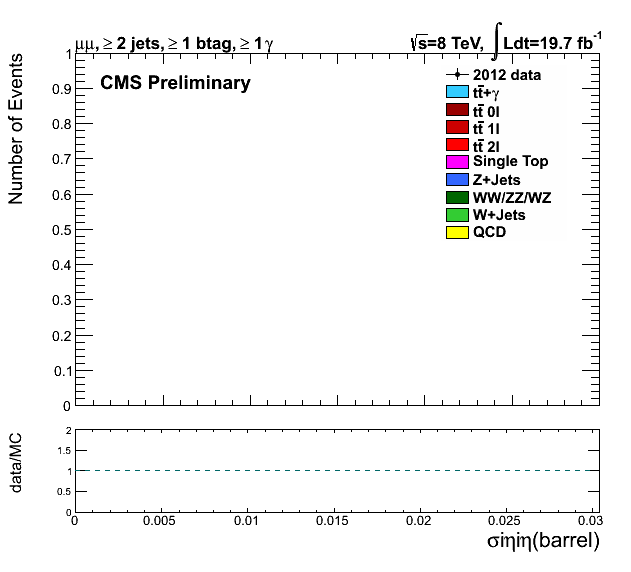 μμ, ≥ 2 jets, ≥ 1 btag, ≥ 1 γ
√s=8 TeV, ∫ Ldt=19.7 fb⁻¹
CMS Preliminary
2012 data
tt̄+γ
tt̄ 0l
tt̄ 1l
tt̄ 2l
Single Top
Z+Jets
WW/ZZ/WZ
W+Jets
QCD
Number of Events
1
0.9
0.8
0.7
0.6
0.5
0.4
0.3
0.2
0.1
0
data/MC
2
1.5
1
0.5
0
0 0.005 0.01 0.015 0.02 0.025 0.03
σiηiη(barrel)